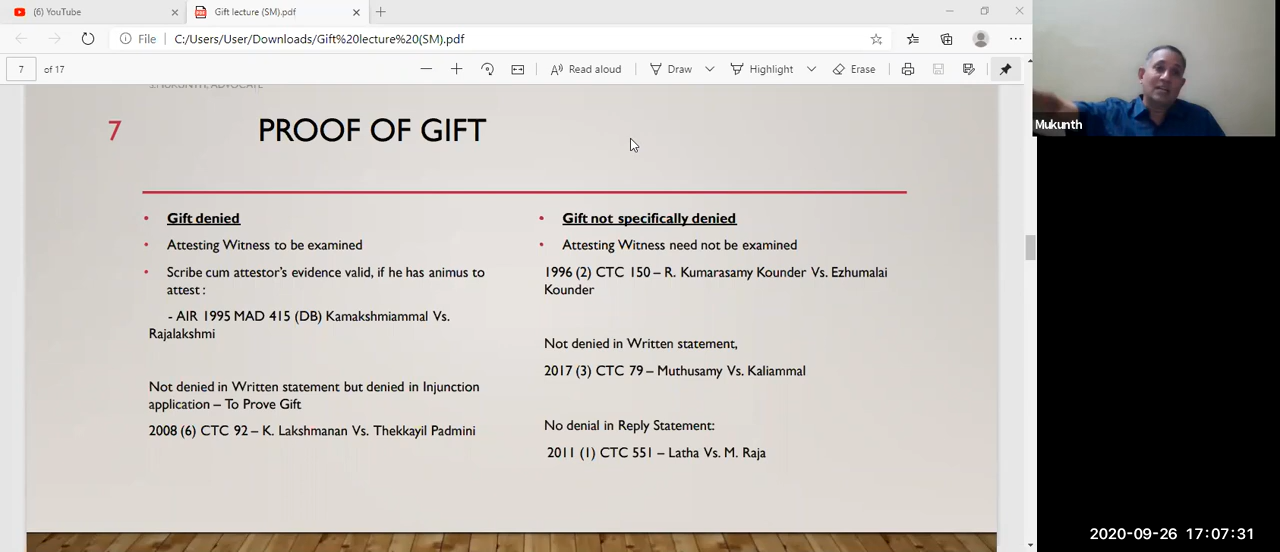 (6) YouTube
Gift lecture (SM).pdf
File
C:/Users/User/Downloads/Gift%20lecture%20(SM).pdf
7
of 17
Read aloud
Draw
Highlight
Erase
Mukunth
MUKUNTH, ADVOCATE
7
PROOF OF GIFT
• Gift denied
• Attesting Witness to be examined
• Scribe cum attestor's evidence valid, if he has animus to
attest :
- AIR 1995 MAD 415 (DB) Kamakshmiammal Vs.
Rajalakshmi
Not denied in Written statement but denied in Injunction
application – To Prove Gift
2008 (6) CTC 92 – K. Lakshmanan Vs. Thekkayil Padmini
• Gift not specifically denied
• Attesting Witness need not be examined
1996 (2) CTC 150 – R. Kumarasamy Kounder Vs. Ezhumalai
Kounder
Not denied in Written statement,
2017 (3) CTC 79 – Muthusamy Vs. Kaliammal
No denial in Reply Statement:
2011 (1) CTC 551 – Latha Vs. M. Raja
2020-09-26 17:07:31